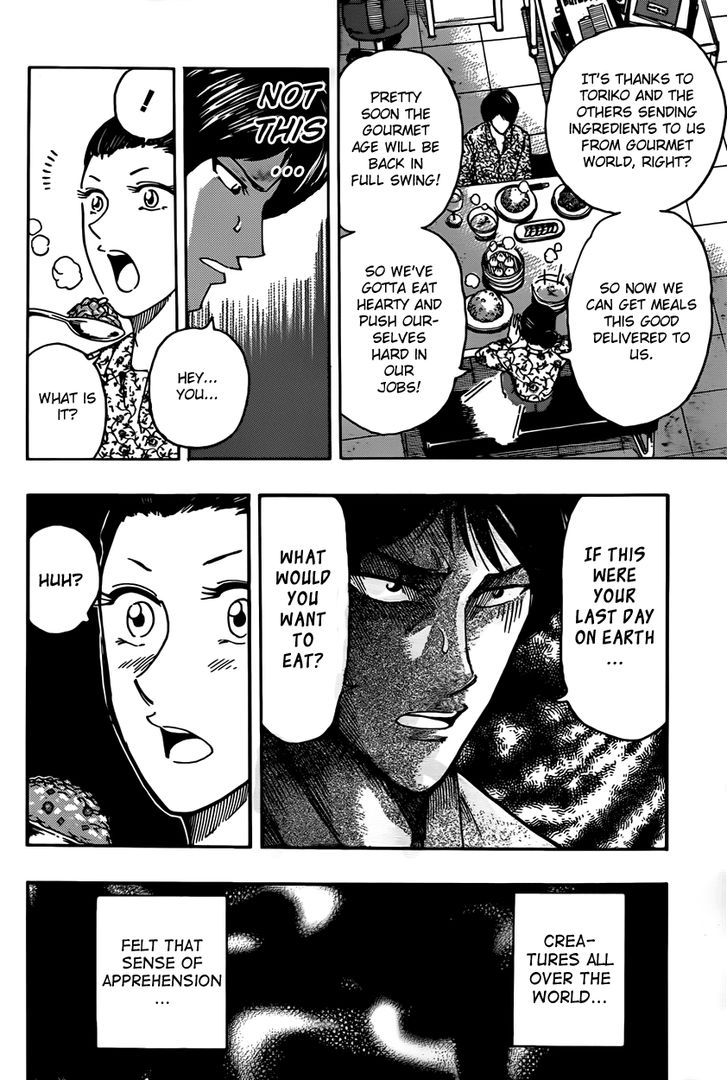 IT'S THANKS TO
TORIKO AND THE
OTHERS SENDING
INGREDIENTS TO US
FROM GOURMET
WORLD, RIGHT?
PRETTY
SOON THE
GOURMET
AGE WILL BE
BACK IN
FULL SWING!
SO NOW WE
CAN GET MEALS
THIS GOOD
DELIVERED TO
US.
SO WE'VE
GOTTA EAT
HEARTY AND
PUSH OUR-
SELVES
HARD IN
OUR
JOBS!
NOT
THIS
...
HEY...
YOU...
!
WHAT IS
IT?
IF THIS
WERE
YOUR
LAST DAY
ON EARTH
...
WHAT
WOULD
YOU
WANT
TO
EAT?
HUH?
CREA-
TURES ALL
OVER THE
WORLD...
FELT THAT
SENSE OF
APPREHENSION
...